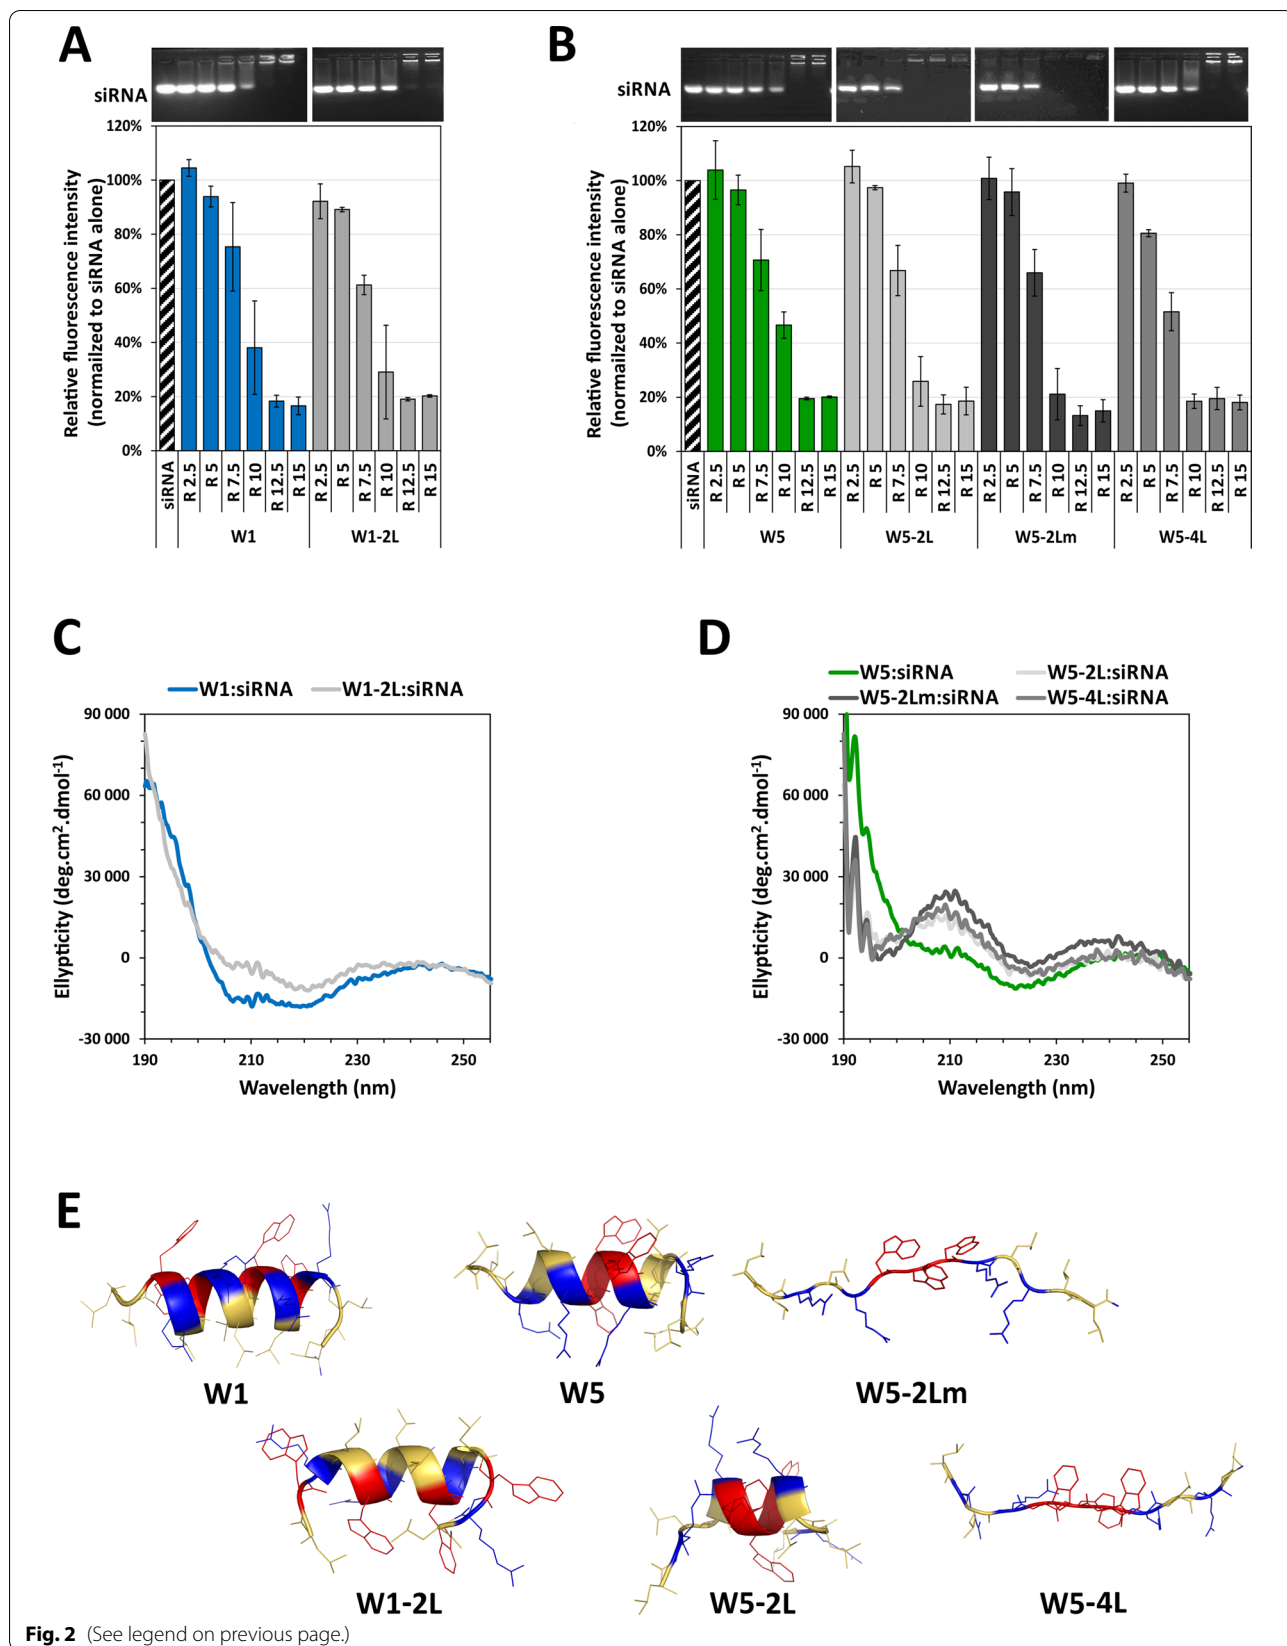 A
B
siRNA
siRNA
120%
100%
80%
60%
40%
20%
0%
Relative fluorescence intensity
(normailzed to siRNA alone)
siRNA
R 2.5
R 5
R 7.5
R 10
R 12.5
R 15
R 2.5
R 5
R 7.5
R 10
R 12.5
R 15
W1
W1-2L
120%
100%
80%
60%
40%
20%
0%
Relative fluorescence intensity
(normailzed to siRNA alone)
siRNA
R 2.5
R 5
R 7.5
R 10
R 12.5
R 15
R 2.5
R 5
R 7.5
R 10
R 12.5
R 15
R 2.5
R 5
R 7.5
R 10
R 12.5
R 15
R 2.5
R 5
R 7.5
R 10
R 12.5
R 15
W5
W5-2L
W5-2Lm
W5-4L
C
W1:siRNA
W1-2L:siRNA
90 000
60 000
30 000
0
-30 000
Ellypticity (deg.cm².dmol⁻¹)
190
210
230
250
Wavelength (nm)
D
W5:siRNA
W5-2L:siRNA
W5-2Lm:siRNA
W5-4L:siRNA
90 000
60 000
30 000
0
-30 000
Ellypticity (deg.cm².dmol⁻¹)
190
210
230
250
Wavelength (nm)
E
W1
W5
W5-2Lm
W1-2L
W5-2L
W5-4L
Fig. 2 (See legend on previous page.)